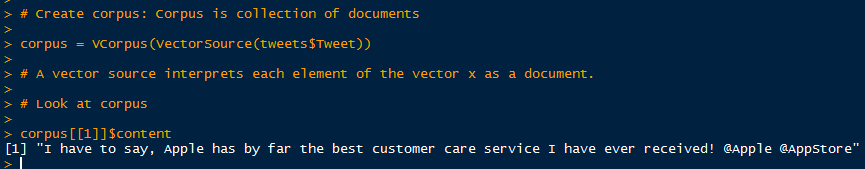 > # Create corpus: Corpus is collection of documents
>
> corpus = VCorpus(VectorSource(tweets$Tweet))
>
> # A vector source interprets each element of the vector x as a document.
>
> # Look at corpus
>
> corpus[[1]]$content
[1] "I have to say, Apple has by far the best customer care service I have ever received! @Apple @AppStore"
>